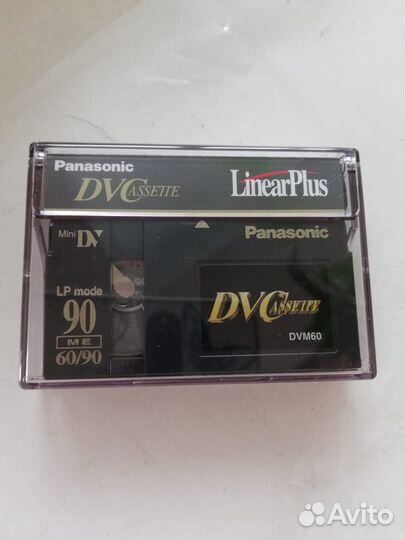 Panasonic
DVCASSETTE
LinearPlus
Mini DV
Panasonic
LP mode
90
ME
60/90
DVCASSETTE
DVM60
Avito